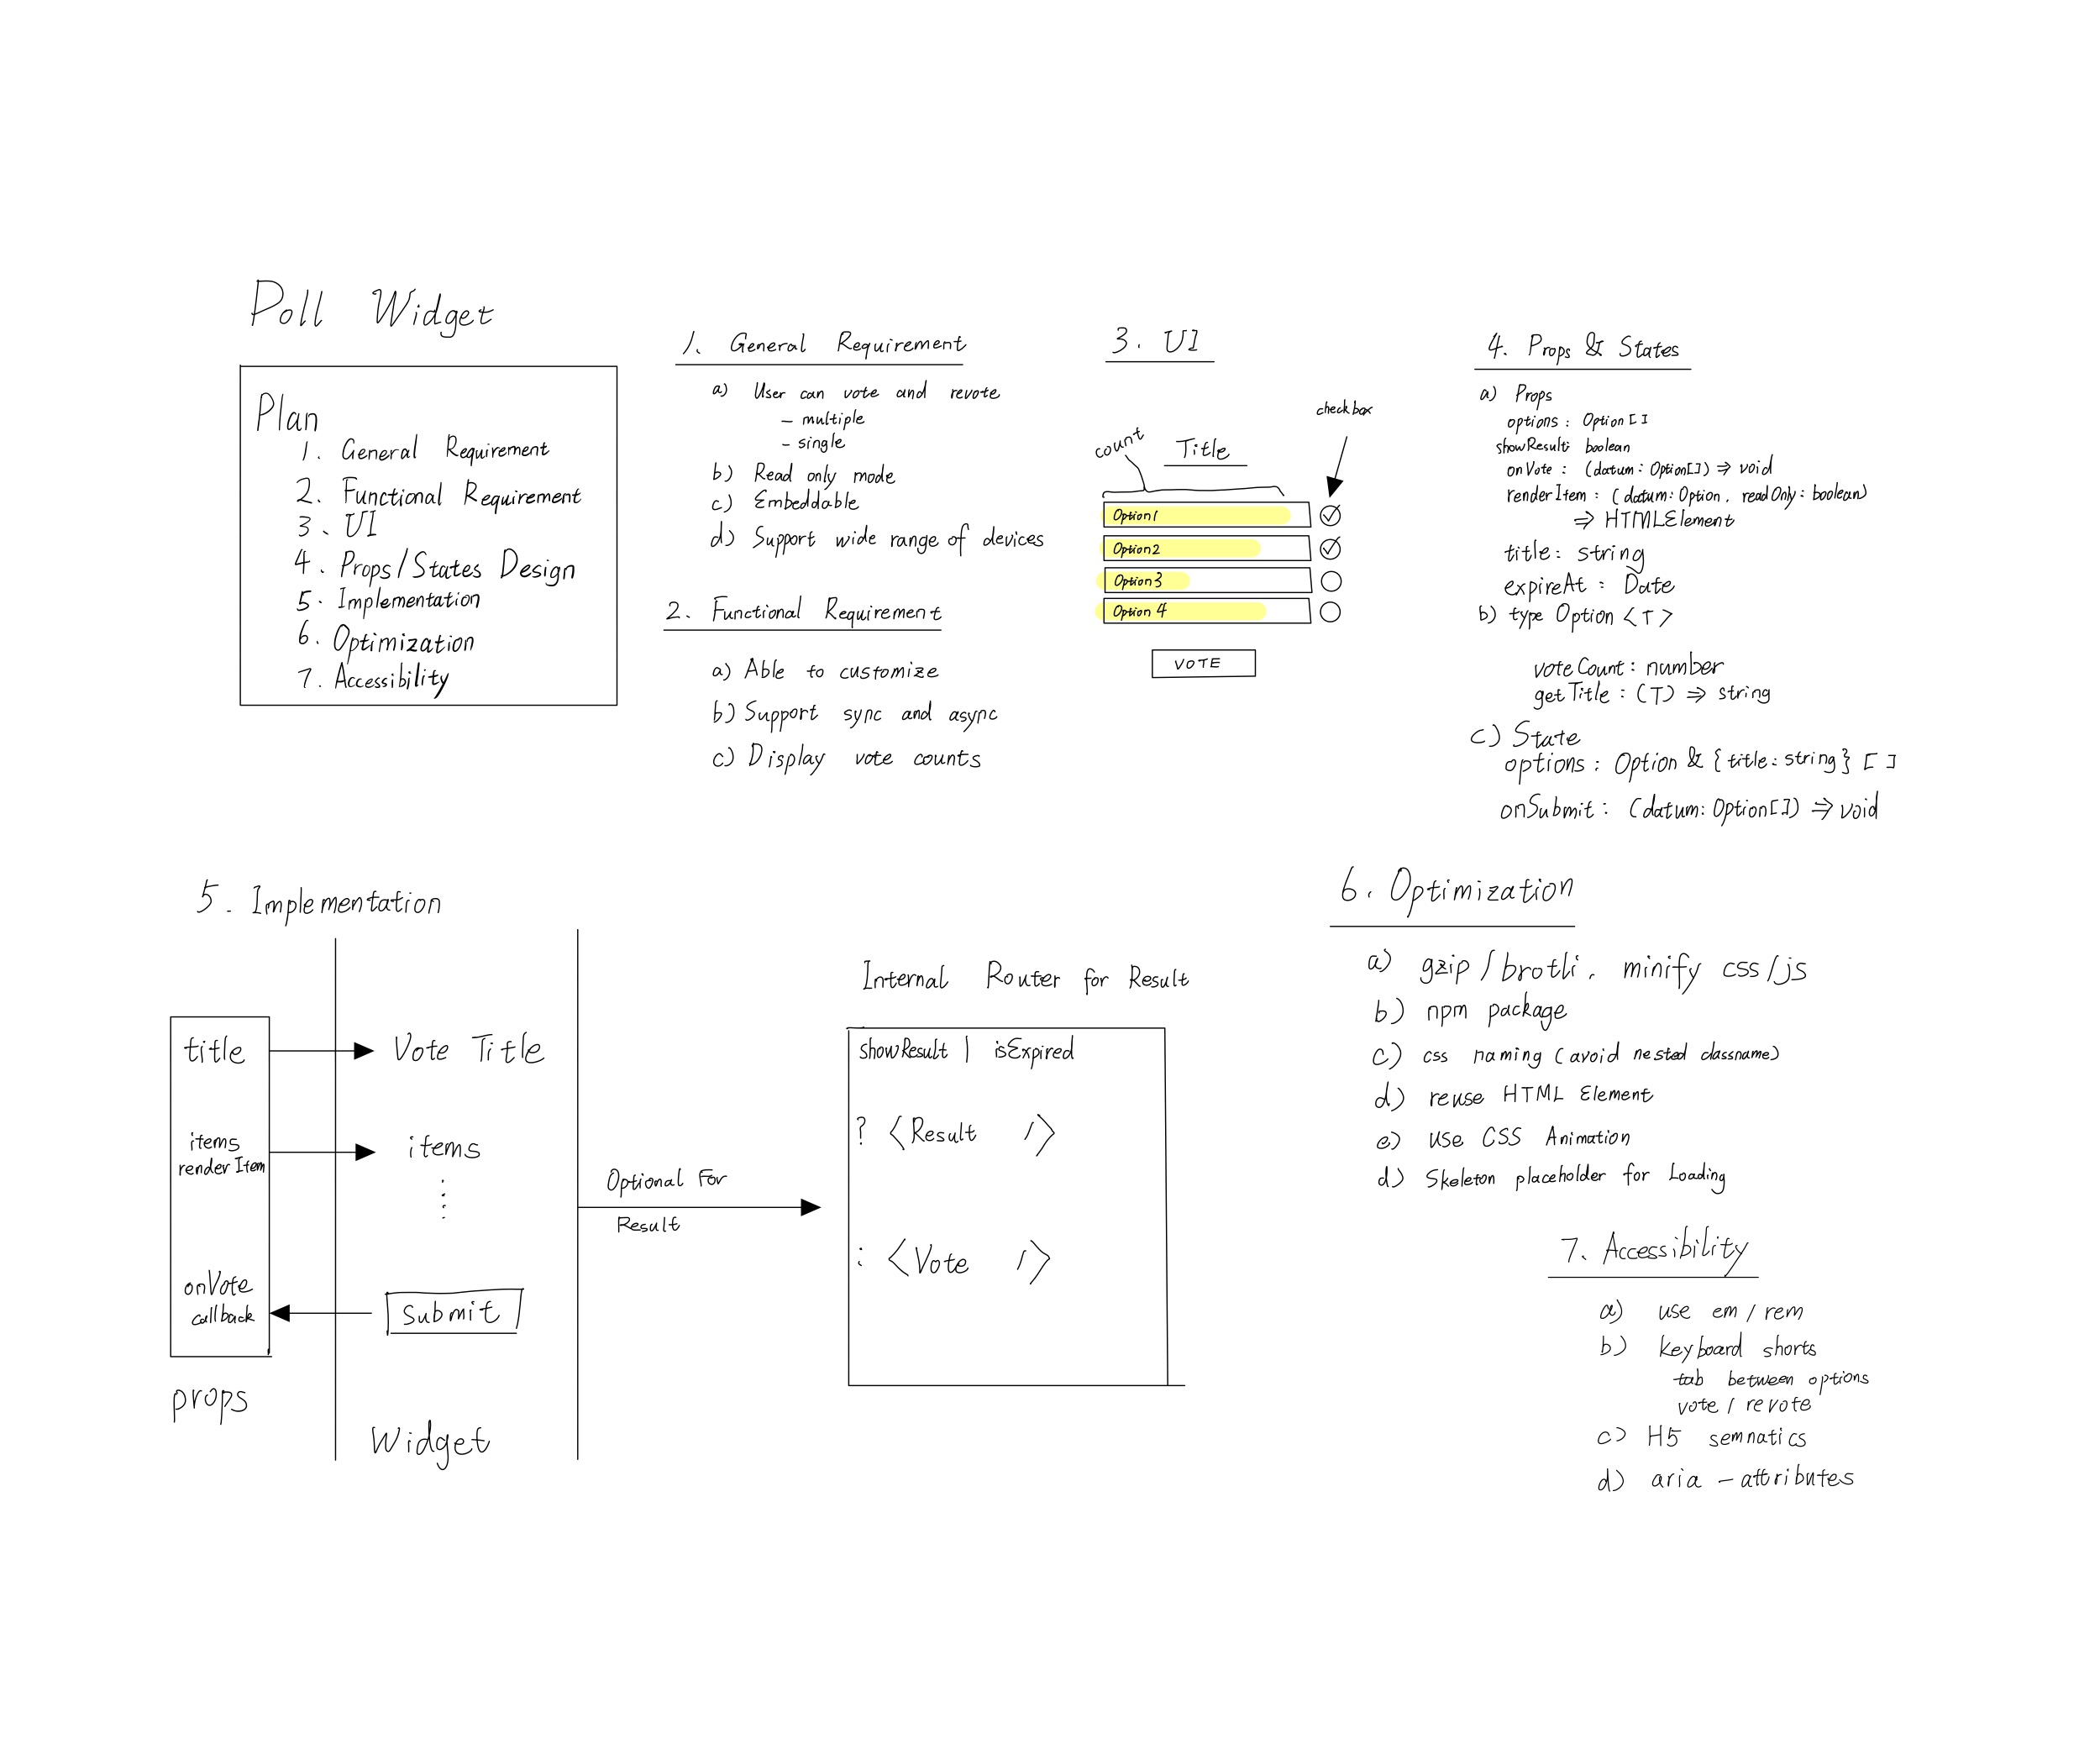 Poll Widget
Plan
1. General Requirement
2. Functional Requirement
3. UI
4. Props/States Design
5. Implementation
6. Optimization
7. Accessibility
1. General Requirement
a) User can vote and revote
- multiple
- single
b) Read only mode
c) Embeddable
d) Support wide range of devices
2. Functional Requirement
a) Able to customize
b) Support sync and async
c) Display vote counts
3. UI
check box
count
Title
Option1
Option2
Option3
Option 4
VOTE
4. Props & States
a) Props
options: Option[]
showResult: boolean
onVote: (datum: Option[]) => void
renderItem: (datum: Option, readOnly: boolean)
=> HTMLElement
title: string
expireAt: Date
b) type Option <T>
voteCount: number
getTitle: (T) => string
c) State
options: Option & {title: string} []
onSubmit: (datum: Option[]) => void
5. Implementation
title
items
renderItem
onVote
callback
props
Vote Title
items
Submit
Widget
Optional For
Result
Internal Router for Result
showResult | isExpired
? <Result />
: <Vote />
6. Optimization
a) gzip/brotli, minify css/js
b) npm package
c) css naming (avoid nested classname)
d) reuse HTML Element
e) use CSS Animation
d) Skeleton placeholder for Loading
7. Accessibility
a) use em/rem
b) keyboard shorts
tab between options
vote/revote
c) H5 semnatics
d) aria-attributes